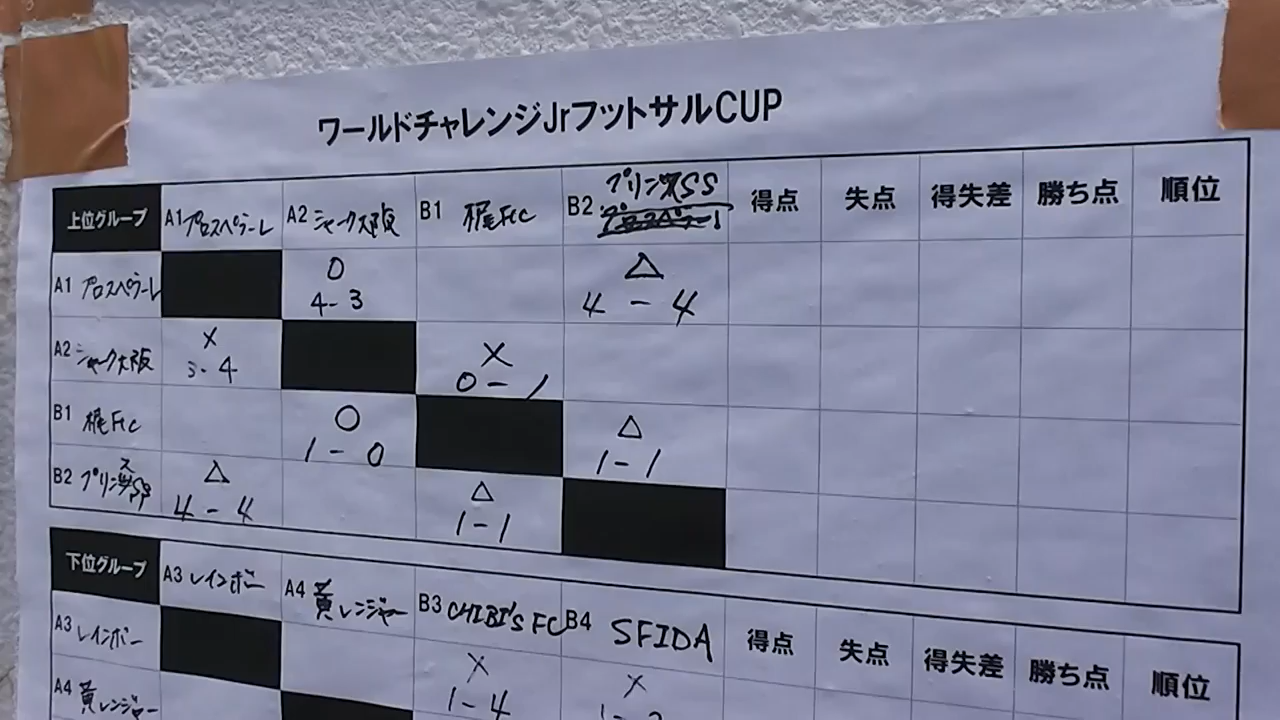 ワールドチャレンジJrフットサルCUP
上位グループ A1 プロスペラーレ A2 シャーク大阪 B1 梶FC B2 プリンスSS 得点 失点 得失差 勝ち点 順位
A1 プロスペラーレ ○ 4-3 △ 4-4
A2 シャーク大阪 × 3-4 × 0-1
B1 梶FC ○ 1-0 △ 1-1
B2 プリンスSS △ 4-4 △ 1-1
下位グループ A3 レインボー A4 黄レンジャー B3 CHIBI'S FC B4 SFIDA 得点 失点 得失差 勝ち点 順位
A3 レインボー × 1-4 ×
A4 黄レンジャー